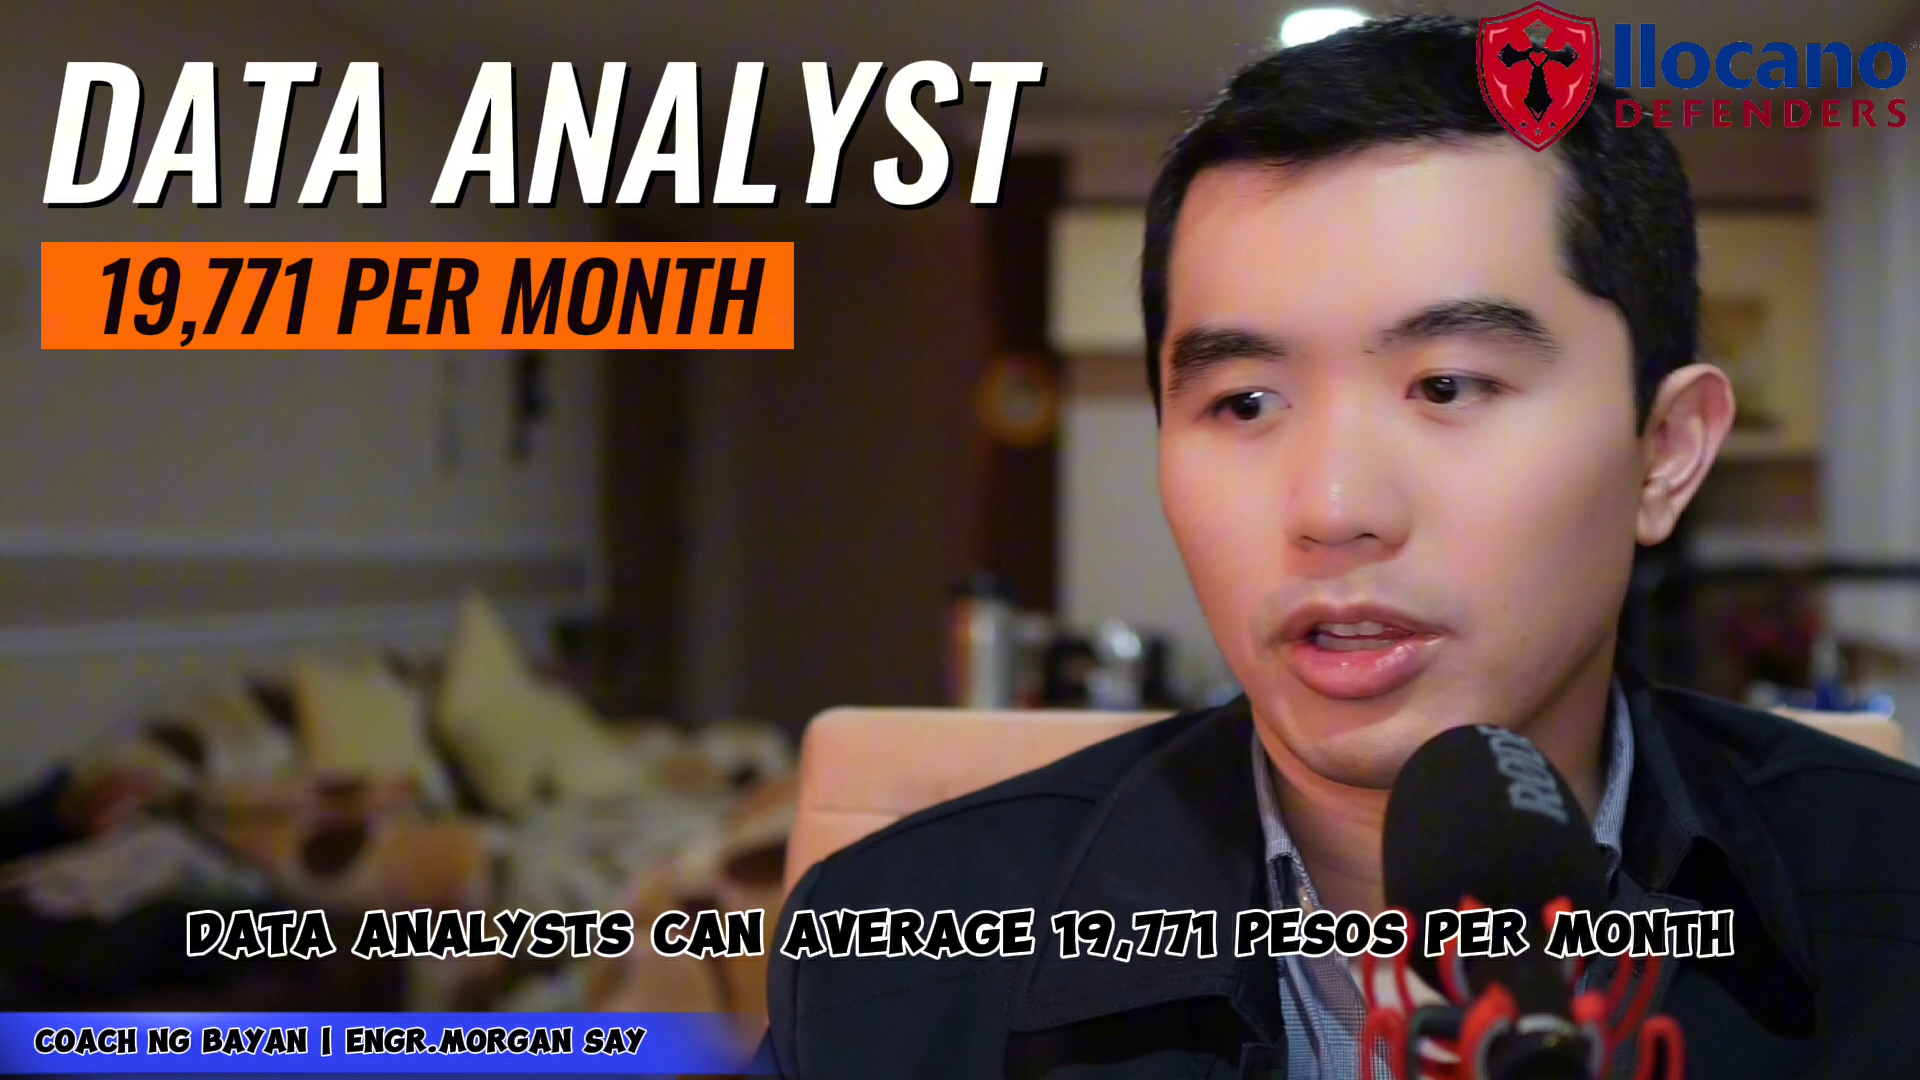 DATA ANALYST
19,771 PER MONTH
Ilocano
DEFENDERS
RODE
DATA ANALYSTS CAN AVERAGE 19,771 PESOS PER MONTH
COACH NG BAYAN | ENGR.MORGAN SAY